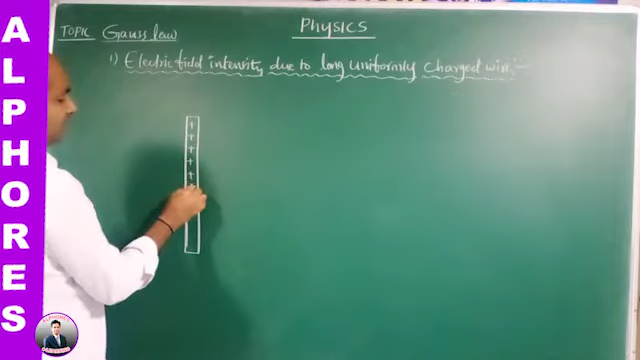 ALPHORES
Physics
TOPIC Gauss law
1) Electric field intensity due to long uniformly charged wire:-
+
+
+
+
+
+